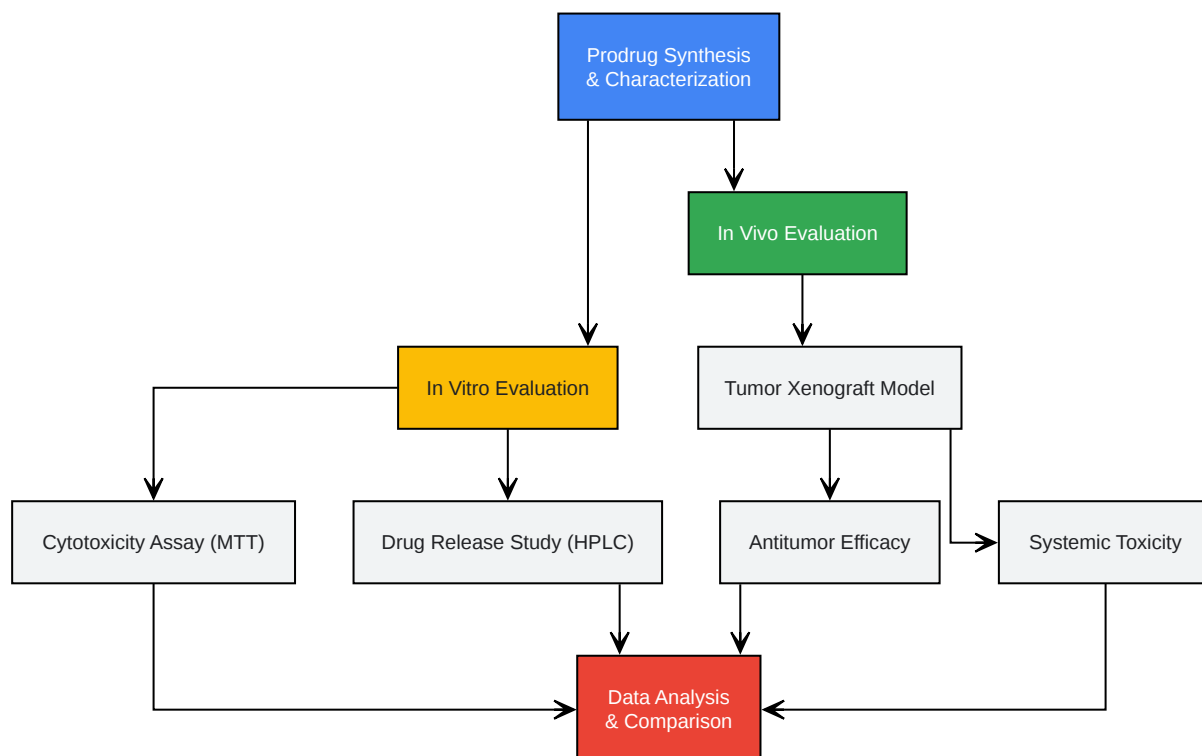 Prodrug Synthesis
& Characterization
In Vivo Evaluation
In Vitro Evaluation
Tumor Xenograft Model
Cytotoxicity Assay (MTT)
Drug Release Study (HPLC)
Antitumor Efficacy
Systemic Toxicity
Data Analysis
& Comparison